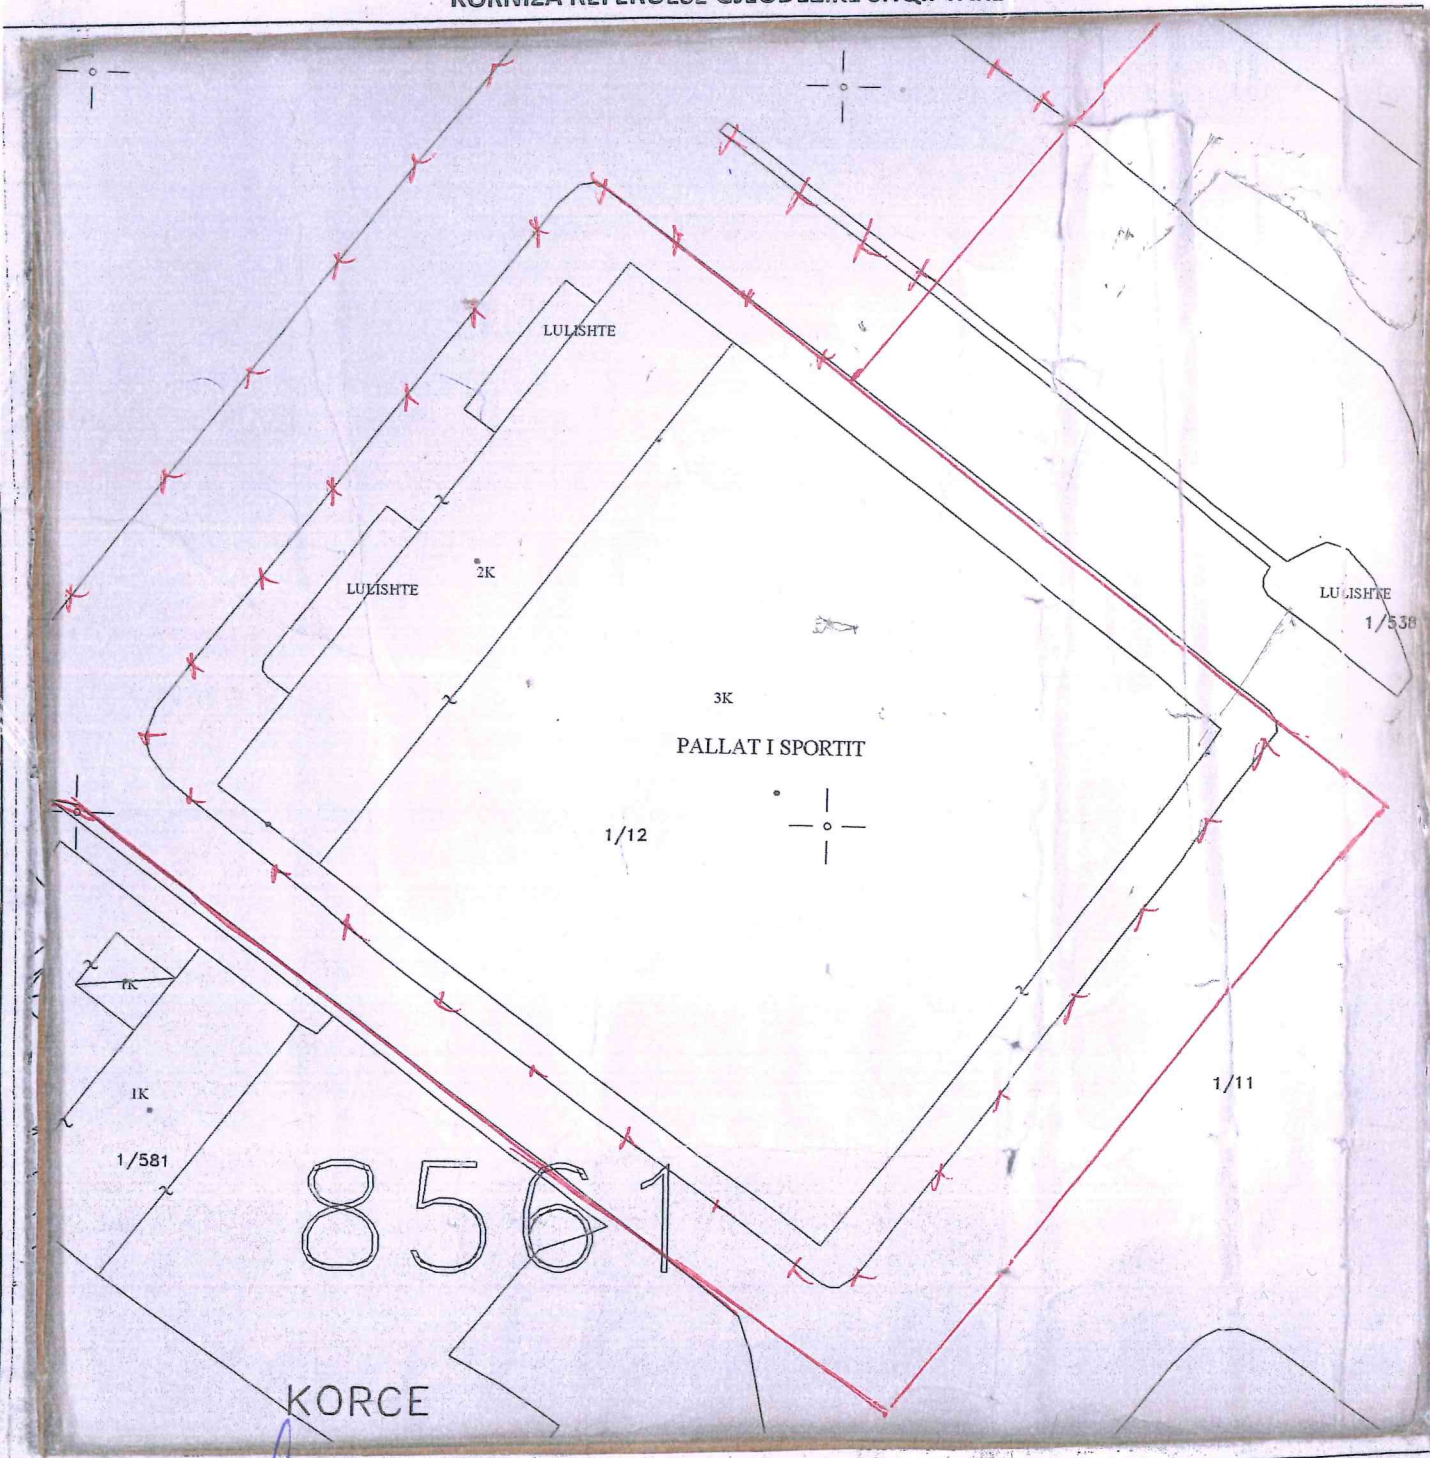 LULISHTE
LULISHTE
2K
LULISHTE
1/538
3K
PALLAT I SPORTIT
1/12
1K
1/11
1K
1/581
8561
KORCE